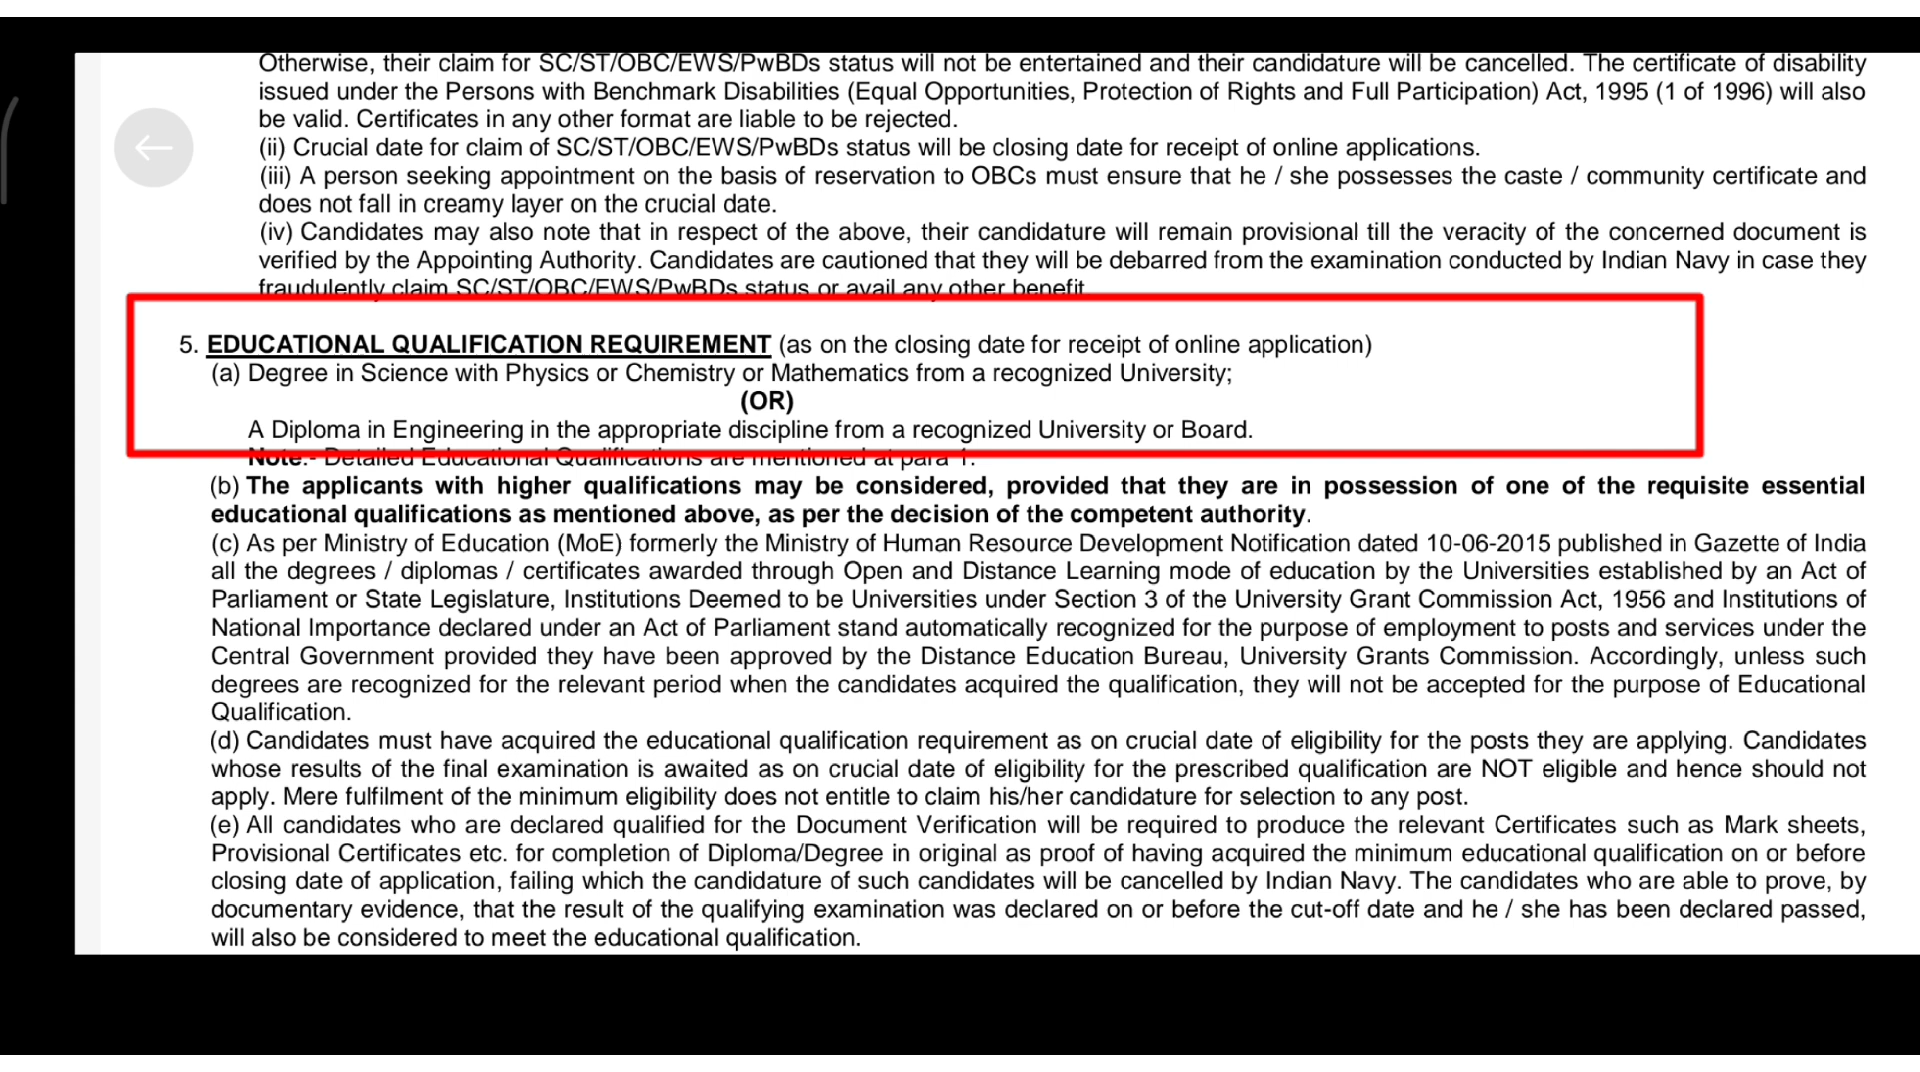 Otherwise, their claim for SC/ST/OBC/EWS/PwBDs status will not be entertained and their candidature will be cancelled. The certificate of disability
issued under the Persons with Benchmark Disabilities (Equal Opportunities, Protection of Rights and Full Participation) Act, 1995 (1 of 1996) will also
be valid. Certificates in any other format are liable to be rejected.
(ii) Crucial date for claim of SC/ST/OBC/EWS/PwBDs status will be closing date for receipt of online applications.
(iii) A person seeking appointment on the basis of reservation to OBCs must ensure that he / she possesses the caste / community certificate and
does not fall in creamy layer on the crucial date.
(iv) Candidates may also note that in respect of the above, their candidature will remain provisional till the veracity of the concerned document is
verified by the Appointing Authority. Candidates are cautioned that they will be debarred from the examination conducted by Indian Navy in case they
fraudulently claim SC/ST/OBC/EWS/PwBDs status or avail any other benefit.
5. EDUCATIONAL QUALIFICATION REQUIREMENT (as on the closing date for receipt of online application)
(a) Degree in Science with Physics or Chemistry or Mathematics from a recognized University;
(OR)
A Diploma in Engineering in the appropriate discipline from a recognized University or Board.
Note:- Detailed Educational Qualifications are mentioned at para 1.
(b) The applicants with higher qualifications may be considered, provided that they are in possession of one of the requisite essential
educational qualifications as mentioned above, as per the decision of the competent authority.
(c) As per Ministry of Education (MoE) formerly the Ministry of Human Resource Development Notification dated 10-06-2015 published in Gazette of India
all the degrees / diplomas / certificates awarded through Open and Distance Learning mode of education by the Universities established by an Act of
Parliament or State Legislature, Institutions Deemed to be Universities under Section 3 of the University Grant Commission Act, 1956 and Institutions of
National Importance declared under an Act of Parliament stand automatically recognized for the purpose of employment to posts and services under the
Central Government provided they have been approved by the Distance Education Bureau, University Grants Commission. Accordingly, unless such
degrees are recognized for the relevant period when the candidates acquired the qualification, they will not be accepted for the purpose of Educational
Qualification.
(d) Candidates must have acquired the educational qualification requirement as on crucial date of eligibility for the posts they are applying. Candidates
whose results of the final examination is awaited as on crucial date of eligibility for the prescribed qualification are NOT eligible and hence should not
apply. Mere fulfilment of the minimum eligibility does not entitle to claim his/her candidature for selection to any post.
(e) All candidates who are declared qualified for the Document Verification will be required to produce the relevant Certificates such as Mark sheets,
Provisional Certificates etc. for completion of Diploma/Degree in original as proof of having acquired the minimum educational qualification on or before
closing date of application, failing which the candidature of such candidates will be cancelled by Indian Navy. The candidates who are able to prove, by
documentary evidence, that the result of the qualifying examination was declared on or before the cut-off date and he / she has been declared passed,
will also be considered to meet the educational qualification.